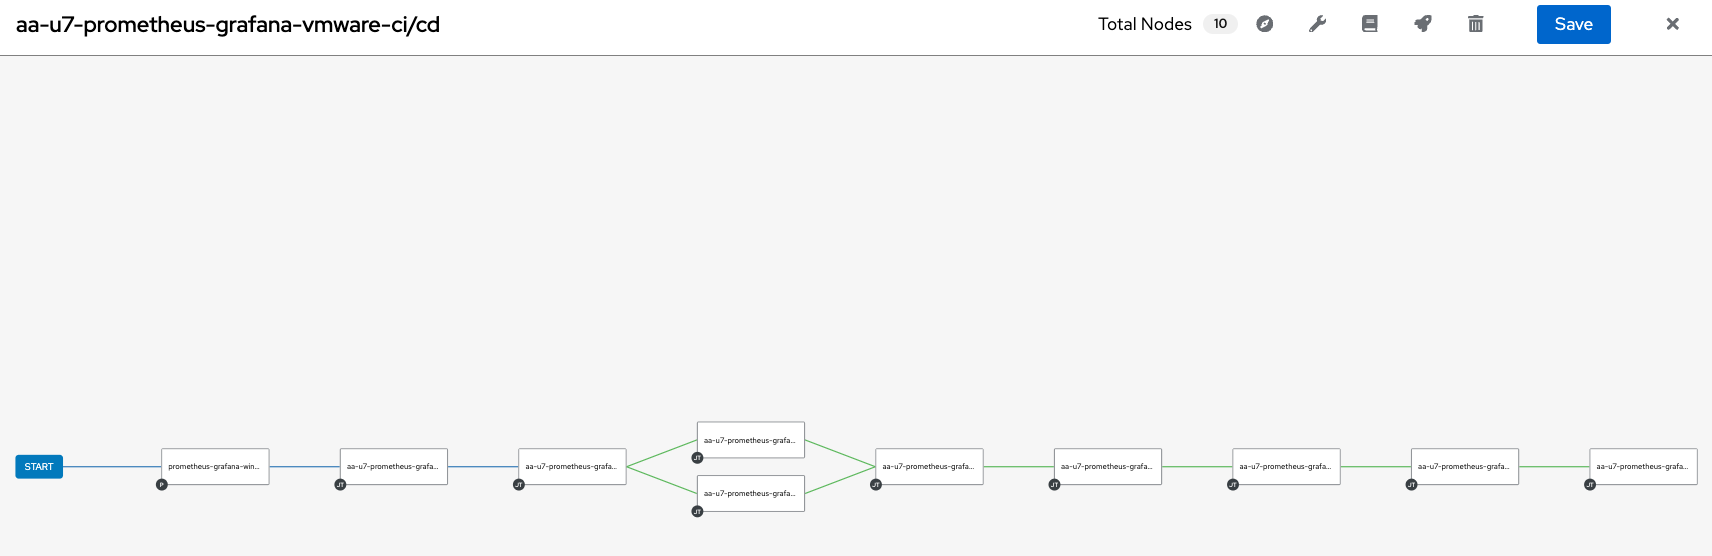 aa-u7-prometheus-grafana-vmware-ci/cd
Total Nodes 10
Save
START
prometheus-grafana-win...
P
aa-u7-prometheus-grafa...
JT
aa-u7-prometheus-grafa...
JT
aa-u7-prometheus-grafa...
JT
aa-u7-prometheus-grafa...
JT
aa-u7-prometheus-grafa...
JT
aa-u7-prometheus-grafa...
JT
aa-u7-prometheus-grafa...
JT
aa-u7-prometheus-grafa...
JT
aa-u7-prometheus-grafa...
JT